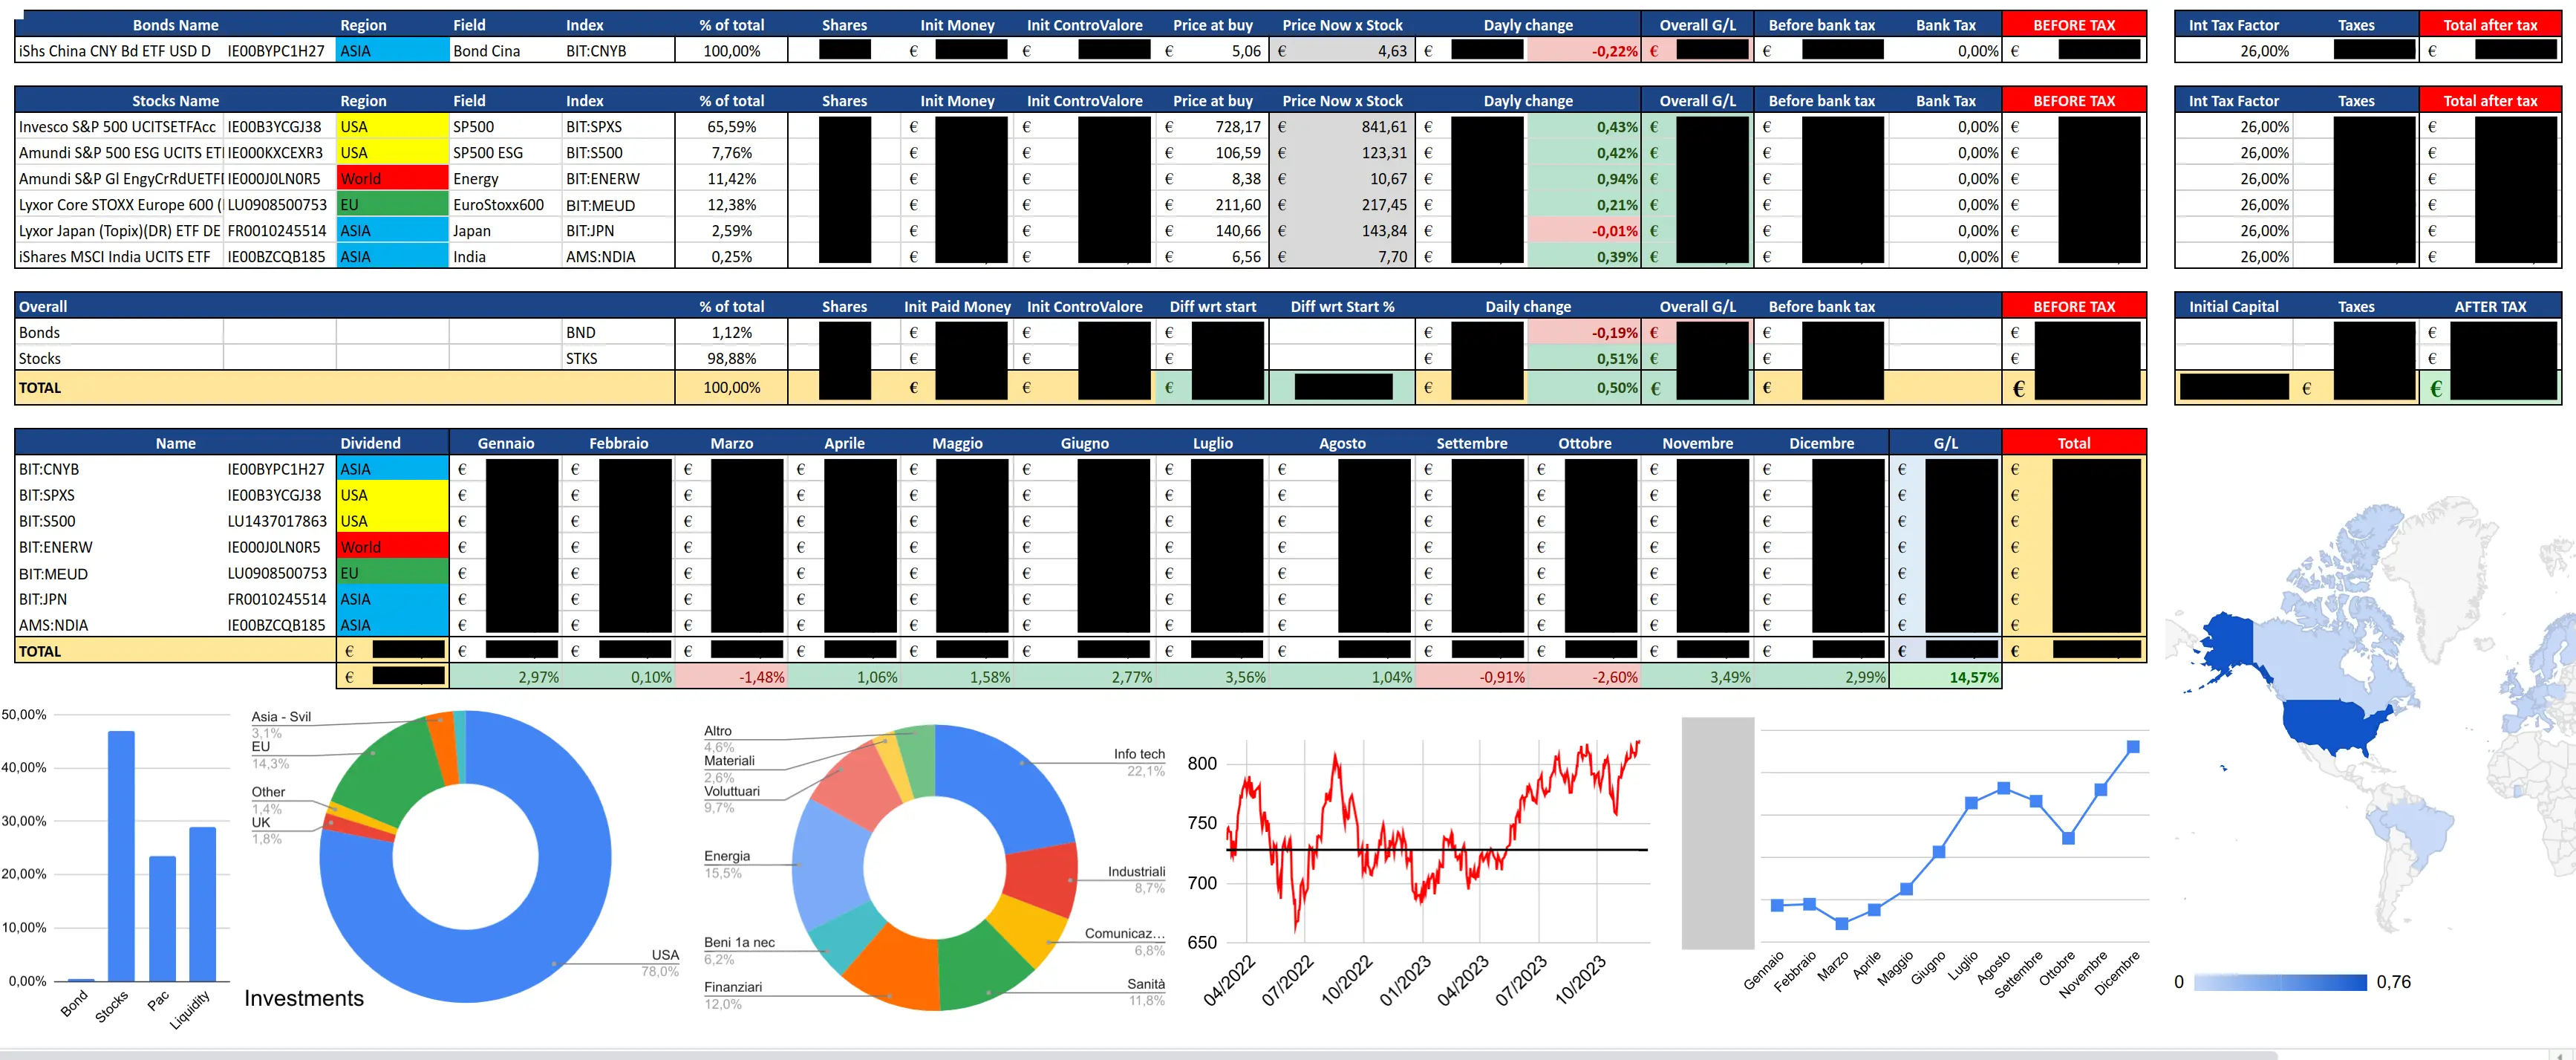 Bonds Name Region Field Index % of total Shares Init Money Init ControValore Price at buy Price Now x Stock Dayly change Overall G/L Before bank tax Bank Tax BEFORE TAX Int Tax Factor Taxes Total after tax
iShs China CNY Bd ETF USD D IE00BYPC1H27 ASIA Bond Cina BIT:CNYB 100,00% € € € 5,06 € 4,63 € -0,22% € € 0,00% € 26,00% €
Stocks Name Region Field Index % of total Shares Init Money Init ControValore Price at buy Price Now x Stock Dayly change Overall G/L Before bank tax Bank Tax BEFORE TAX Int Tax Factor Taxes Total after tax
Invesco S&P 500 UCITSETFAcc IE00B3YCGJ38 USA SP500 BIT:SPXS 65,59% € € € 728,17 € 841,61 € 0,43% € € 0,00% € 26,00% €
Amundi S&P 500 ESG UCITS ETI IE000KXCEXR3 USA SP500 ESG BIT:S500 7,76% € € € 106,59 € 123,31 € 0,42% € € 0,00% € 26,00% €
Amundi S&P Gl EngyCrRdUETFI IE000J0LN0R5 World Energy BIT:ENERW 11,42% € € € 8,38 € 10,67 € 0,94% € € 0,00% € 26,00% €
Lyxor Core STOXX Europe 600 ( LU0908500753 EU EuroStoxx600 BIT:MEUD 12,38% € € € 211,60 € 217,45 € 0,21% € € 0,00% € 26,00% €
Lyxor Japan (Topix)(DR) ETF DE FR0010245514 ASIA Japan BIT:JPN 2,59% € € € 140,66 € 143,84 € -0,01% € € 0,00% € 26,00% €
iShares MSCI India UCITS ETF IE00BZCQB185 ASIA India AMS:NDIA 0,25% € € € 6,56 € 7,70 € 0,39% € € 0,00% € 26,00% €
Overall % of total Shares Init Paid Money Init ControValore Diff wrt start Diff wrt Start % Daily change Overall G/L Before bank tax BEFORE TAX Initial Capital Taxes AFTER TAX
Bonds BND 1,12% € € € € -0,19% € € € €
Stocks STKS 98,88% € € € € 0,51% € € € €
TOTAL 100,00% € € € € 0,50% € € € € €
Name Dividend Gennaio Febbraio Marzo Aprile Maggio Giugno Luglio Agosto Settembre Ottobre Novembre Dicembre G/L Total
BIT:CNYB IE00BYPC1H27 ASIA € € € € € € € € € € € € € €
BIT:SPXS IE00B3YCGJ38 USA € € € € € € € € € € € € € €
BIT:S500 LU1437017863 USA € € € € € € € € € € € € € €
BIT:ENERW IE000J0LN0R5 World € € € € € € € € € € € € € €
BIT:MEUD LU0908500753 EU € € € € € € € € € € € € € €
BIT:JPN FR0010245514 ASIA € € € € € € € € € € € € € €
AMS:NDIA IE00BZCQB185 ASIA € € € € € € € € € € € € € €
TOTAL € € € € € € € € € € € € € € €
€ 2,97% 0,10% -1,48% 1,06% 1,58% 2,77% 3,56% 1,04% -0,91% -2,60% 3,49% 2,99% 14,57%
50,00%
40,00%
30,00%
20,00%
10,00%
0,00%
Bond Stocks Pac Liquidity
Investments
Asia - Svil
3,1%
EU
14,3%
Other
1,4%
UK
1,8%
USA
78,0%
Altro
4,6%
Materiali
2,6%
Voluttuari
9,7%
Energia
15,5%
Beni 1a nec
6,2%
Finanziari
12,0%
Info tech
22,1%
Industriali
8,7%
Comunicaz...
6,8%
Sanità
11,8%
800
750
700
650
04/2022 07/2022 10/2022 01/2023 04/2023 07/2023 10/2023
Gennaio Febbraio Marzo Aprile Maggio Giugno Luglio Agosto Settembre Ottobre Novembre Dicembre
0 0,76